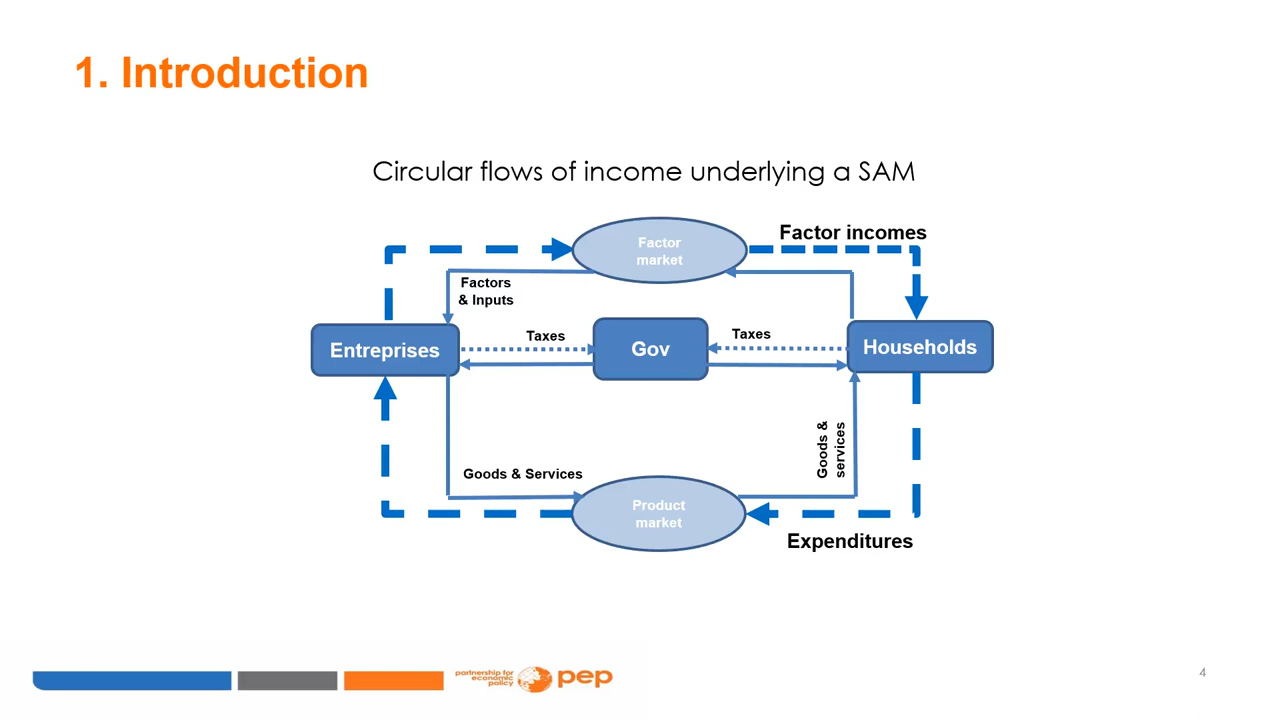 1. Introduction
Circular flows of income underlying a SAM
Factor
market
Factor incomes
Factors
& Inputs
Entreprises
Taxes
Gov
Taxes
Households
Goods & Services
Goods &
services
Product
market
Expenditures
partnership for
economic
policy
pep
4